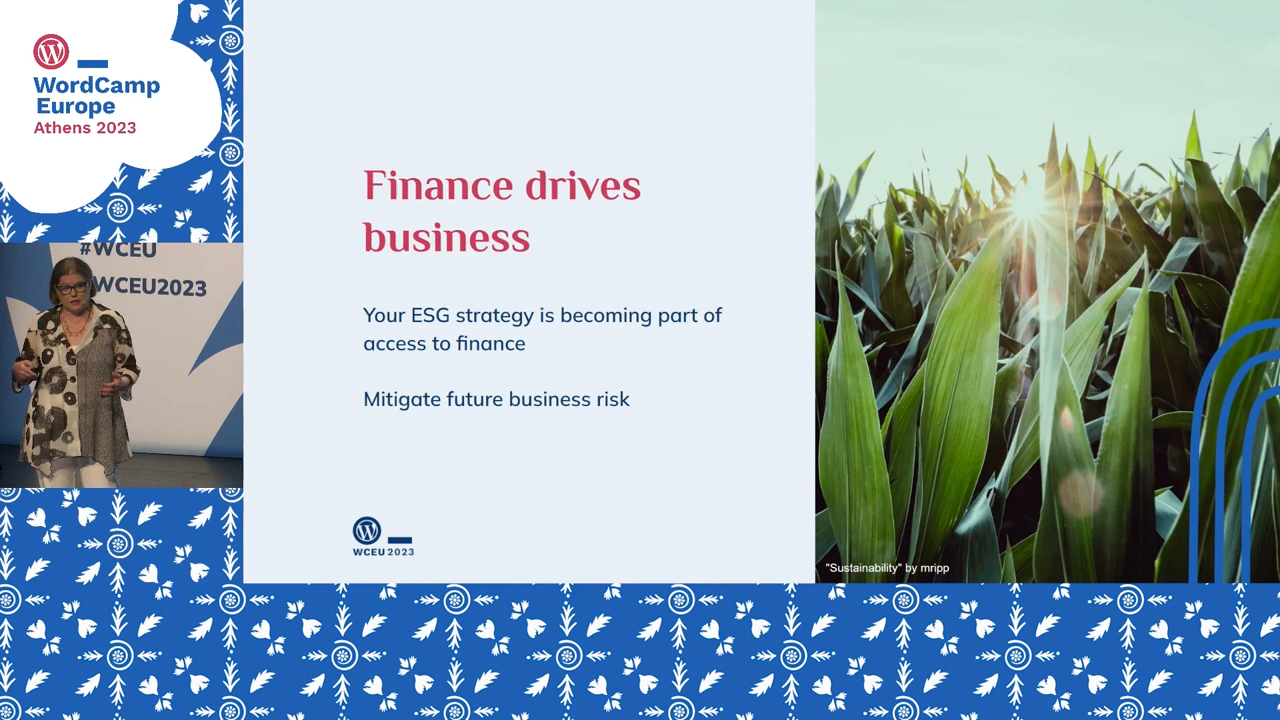 WordCamp
Europe
Athens 2023
#WCEU
WCEU2023
Finance drives
business
Your ESG strategy is becoming part of
access to finance
Mitigate future business risk
WCEU 2023
"Sustainability" by mripp